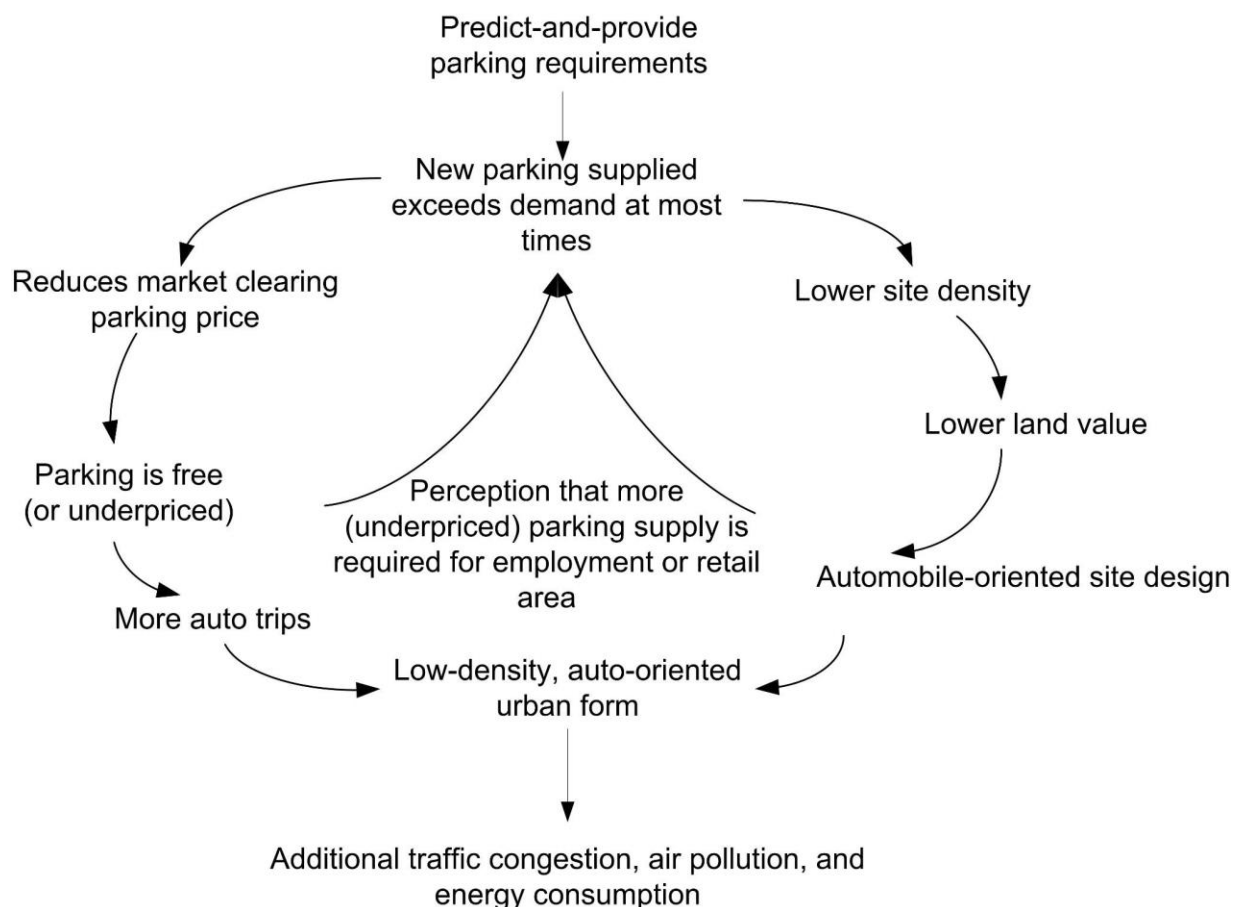 Predict-and-provide
parking requirements
New parking supplied
exceeds demand at most
times
Reduces market clearing
parking price
Lower site density
Lower land value
Parking is free
(or underpriced)
Perception that more
(underpriced) parking supply is
required for employment or retail
area
Automobile-oriented site design
More auto trips
Low-density, auto-oriented
urban form
Additional traffic congestion, air pollution, and
energy consumption